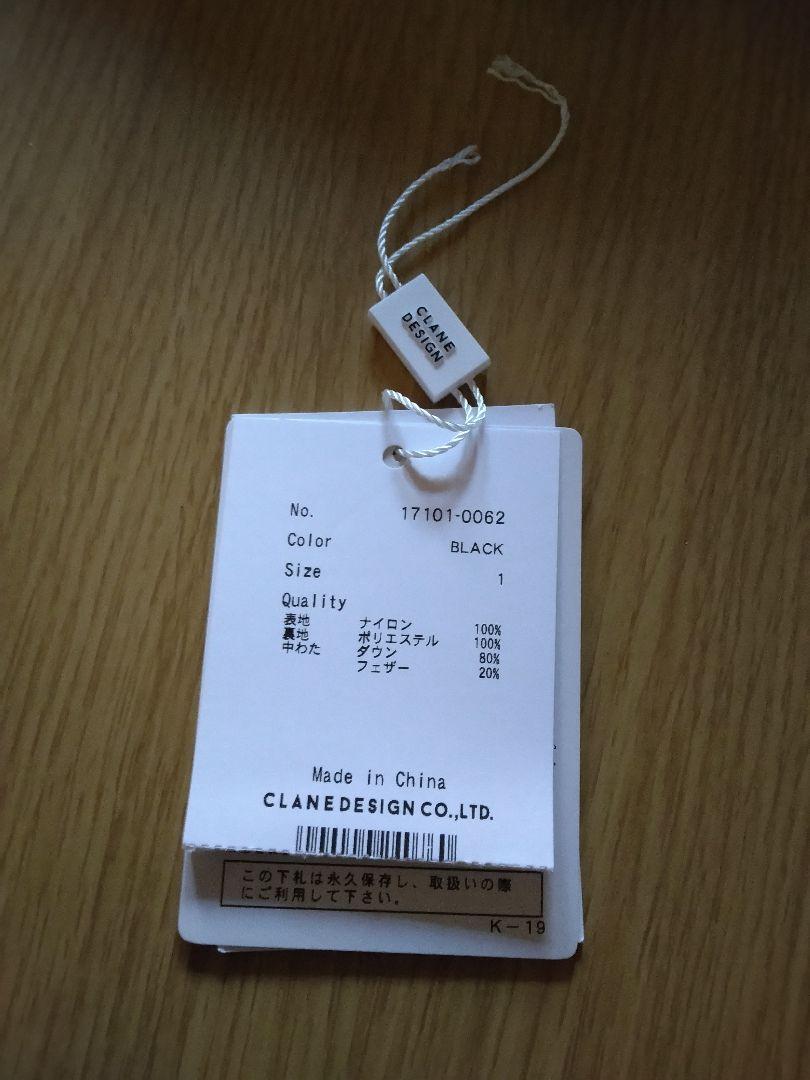 CLANE
DESIGN
No. 17101-0062
Color BLACK
Size 1
Quality
表地 ナイロン 100%
裏地 ポリエステル 100%
中わた ダウン 80%
フェザー 20%
Made in China
CLANE DESIGN CO.,LTD.
この下札は永久保存し、取扱いの際
にご利用して下さい。
K-19